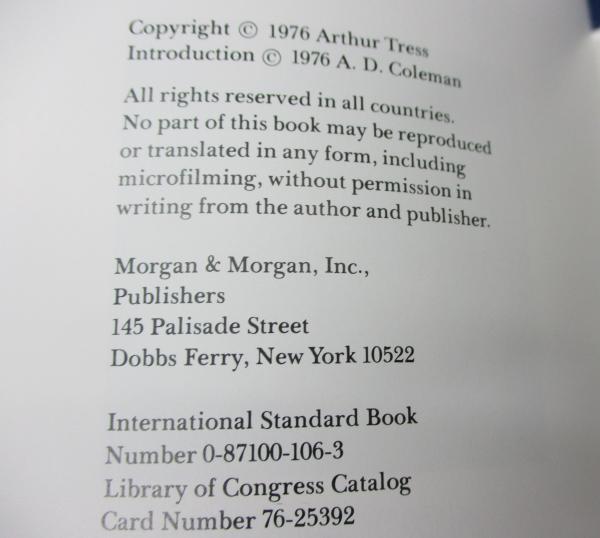 Copyright © 1976 Arthur Tress
Introduction © 1976 A. D. Coleman
All rights reserved in all countries.
No part of this book may be reproduced
or translated in any form, including
microfilming, without permission in
writing from the author and publisher.
Morgan & Morgan, Inc.,
Publishers
145 Palisade Street
Dobbs Ferry, New York 10522
International Standard Book
Number 0-87100-106-3
Library of Congress Catalog
Card Number 76-25392